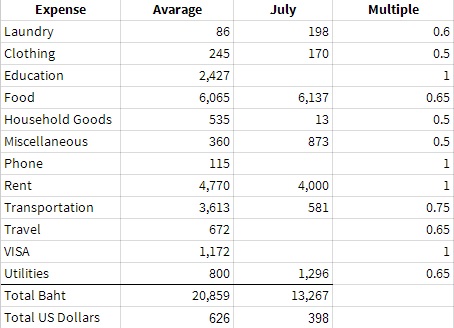 Expense Avarage July Multiple
Laundry 86 198 0.6
Clothing 245 170 0.5
Education 2,427 1
Food 6,065 6,137 0.65
Household Goods 535 13 0.5
Miscellaneous 360 873 0.5
Phone 115 1
Rent 4,770 4,000 1
Transportation 3,613 581 0.75
Travel 672 0.65
VISA 1,172 1
Utilities 800 1,296 0.65
Total Baht 20,859 13,267
Total US Dollars 626 398